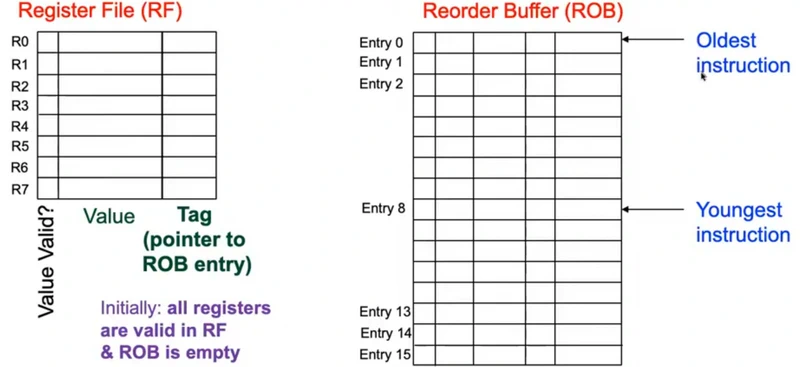 Register File (RF)
R0
R1
R2
R3
R4
R5
R6
R7
Value Valid?
Value
Tag
(pointer to
ROB entry)
Initially: all registers
are valid in RF
& ROB is empty
Reorder Buffer (ROB)
Entry 0
Entry 1
Entry 2
Entry 8
Entry 13
Entry 14
Entry 15
Oldest
instruction
Youngest
instruction